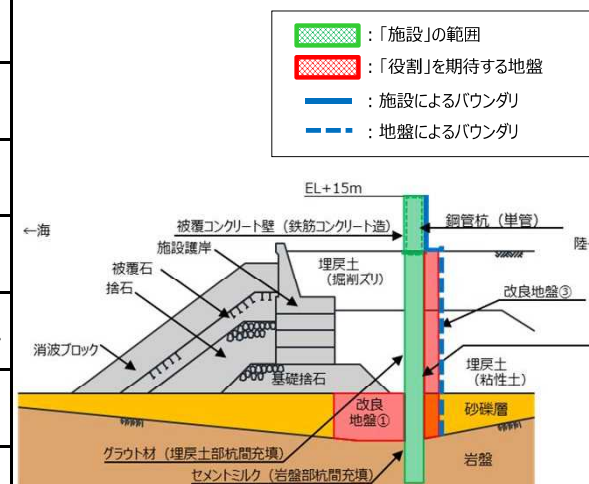 ：「施設」の範囲
：「役割」を期待する地盤
：施設によるバウンダリ
：地盤によるバウンダリ
EL+15m
←海
被覆コンクリート壁（鉄筋コンクリート造）
鋼管杭（単管）
陸
施設護岸
埋戻土
（掘削ズリ）
被覆石
捨石
改良地盤③
消波ブロック
埋戻土
（粘性土）
基礎捨石
改良
地盤①
砂礫層
グラウト材（埋戻土部杭間充填）
岩盤
セメントミルク（岩盤部杭間充填）